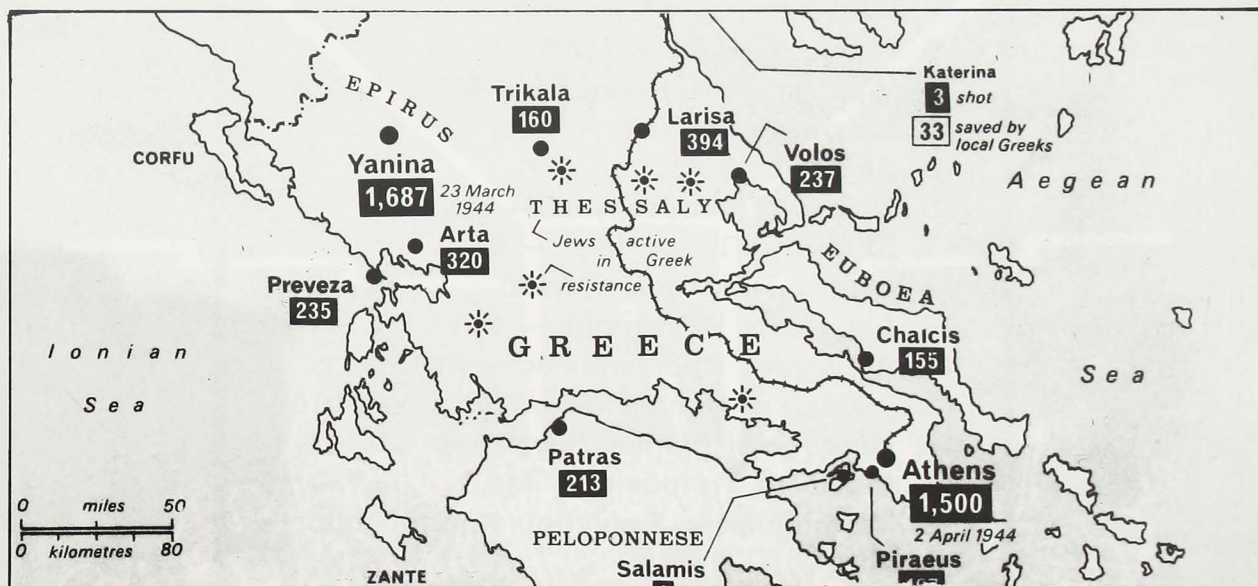 Katerina
3 shot
33 saved by
local Greeks
EPIRUS
Trikala
160
Larisa
394
Volos
237
CORFU
Yanina
1,687
23 March
1944
Aegean
THESSALY
Jews active
in Greek
resistance
Arta
320
Preveza
235
EUBOEA
GREECE
Chalcis
155
Ionian
Sea
Sea
Patras
213
Athens
1,500
2 April 1944
0 miles 50
0 kilometres 80
PELOPONNESE
Salamis
Piraeus
ZANTE